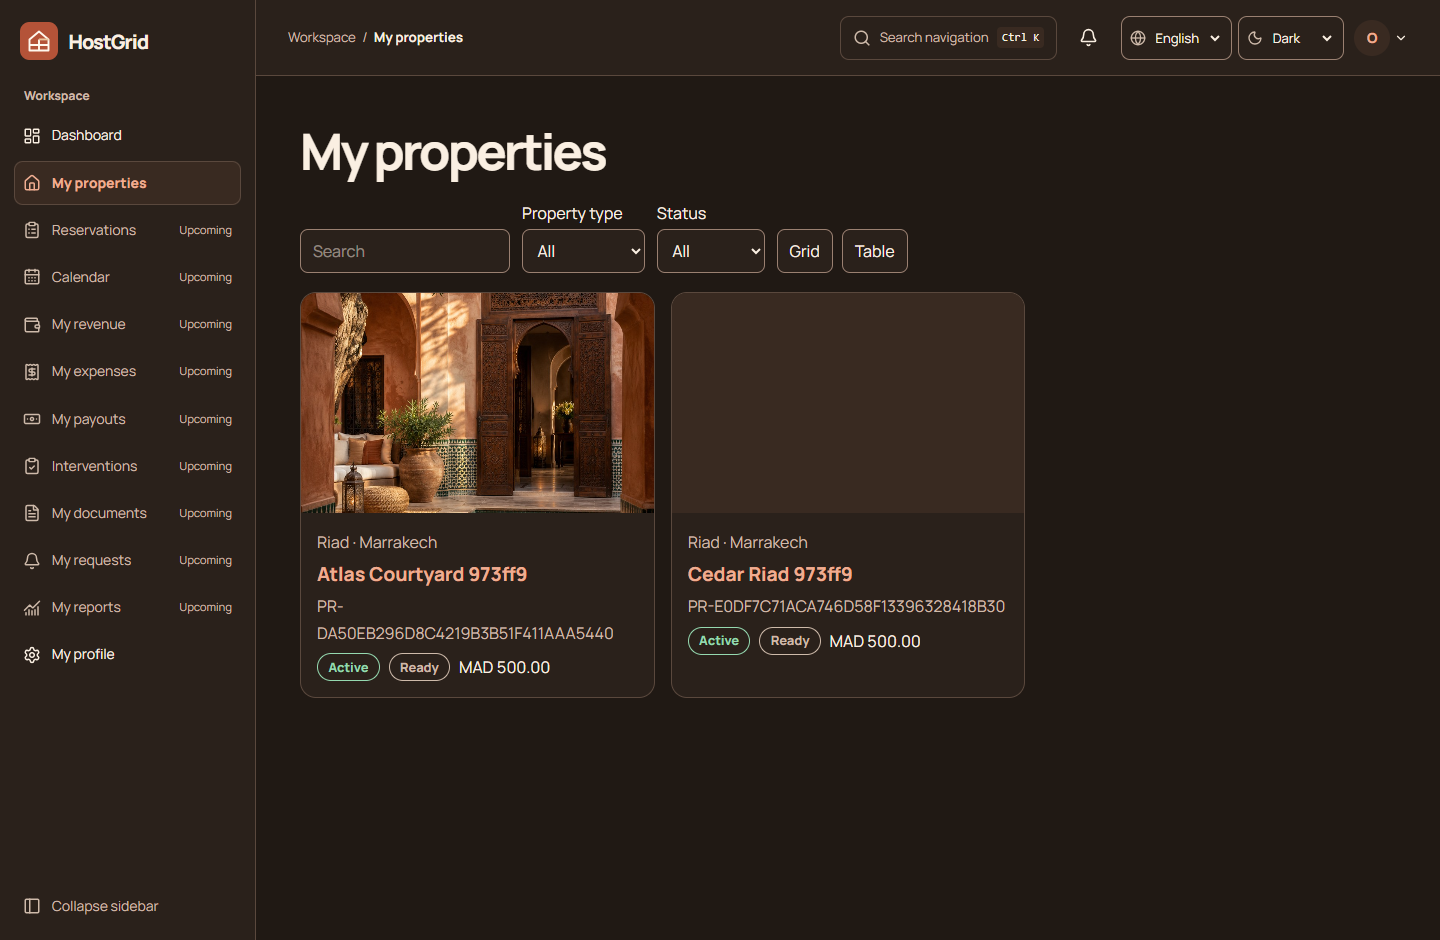 HostGrid
Workspace / My properties
Search navigation Ctrl K
English
Dark
O
Workspace
Dashboard
My properties
Reservations Upcoming
Calendar Upcoming
My revenue Upcoming
My expenses Upcoming
My payouts Upcoming
Interventions Upcoming
My documents Upcoming
My requests Upcoming
My reports Upcoming
My profile
Collapse sidebar
My properties
Property type
Status
Search
All
All
Grid
Table
Riad · Marrakech
Atlas Courtyard 973ff9
PR-
DA50EB296D8C4219B3B51F411AAA5440
Active Ready MAD 500.00
Riad · Marrakech
Cedar Riad 973ff9
PR-E0DF7C71ACA746D58F13396328418B30
Active Ready MAD 500.00